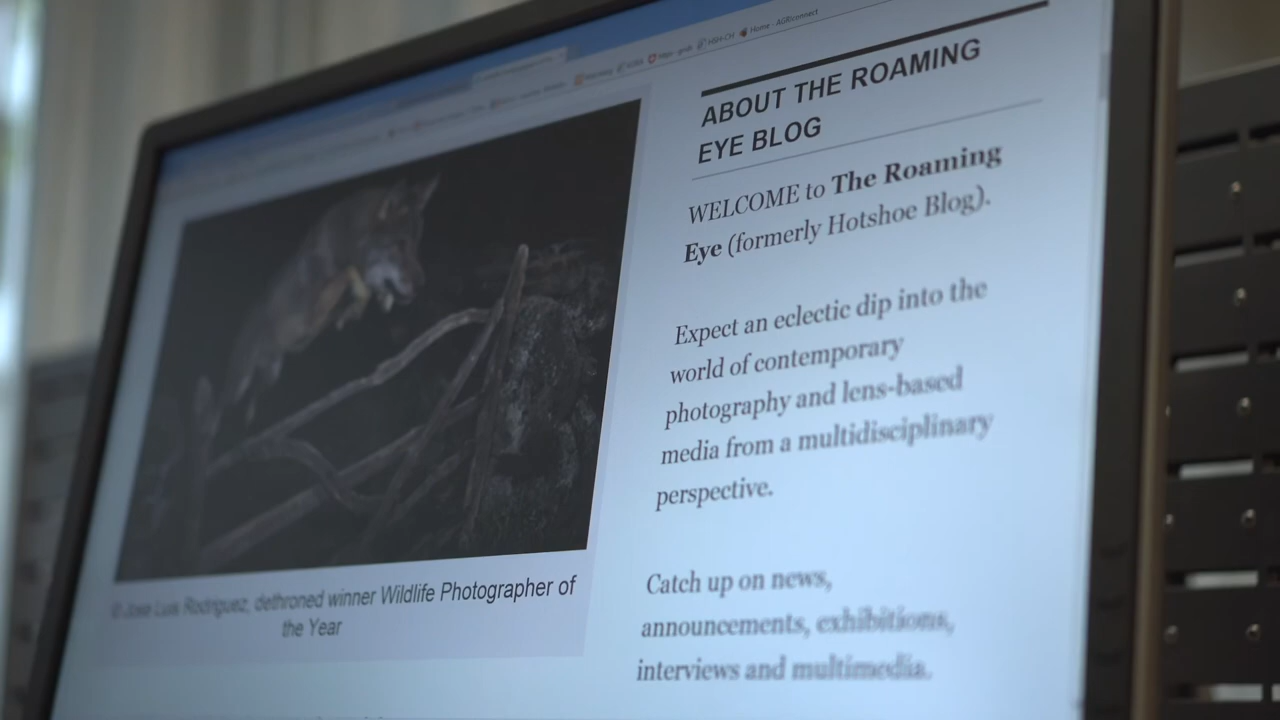 Home - AGRIconnect
ABOUT THE ROAMING
EYE BLOG
WELCOME to The Roaming
Eye (formerly Hotshoe Blog).
Expect an eclectic dip into the
world of contemporary
photography and lens-based
media from a multidisciplinary
perspective.
Catch up on news,
announcements, exhibitions,
interviews and multimedia.
© Jose Luis Rodriguez, dethroned winner Wildlife Photographer of
the Year